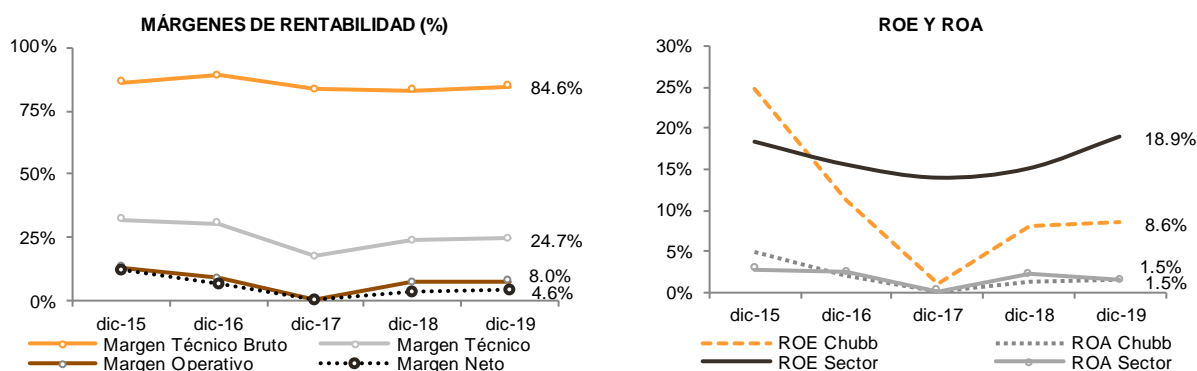 MÁRGENES DE RENTABILIDAD (%)
100%
75%
50%
25%
0%
84.6%
24.7%
8.0%
4.6%
dic-15 dic-16 dic-17 dic-18 dic-19
Margen Técnico Bruto Margen Técnico
Margen Operativo Margen Neto
ROE Y ROA
30%
25%
20%
15%
10%
5%
0%
18.9%
8.6%
1.5%
1.5%
dic-15 dic-16 dic-17 dic-18 dic-19
ROE Chubb ROA Chubb
ROE Sector ROA Sector